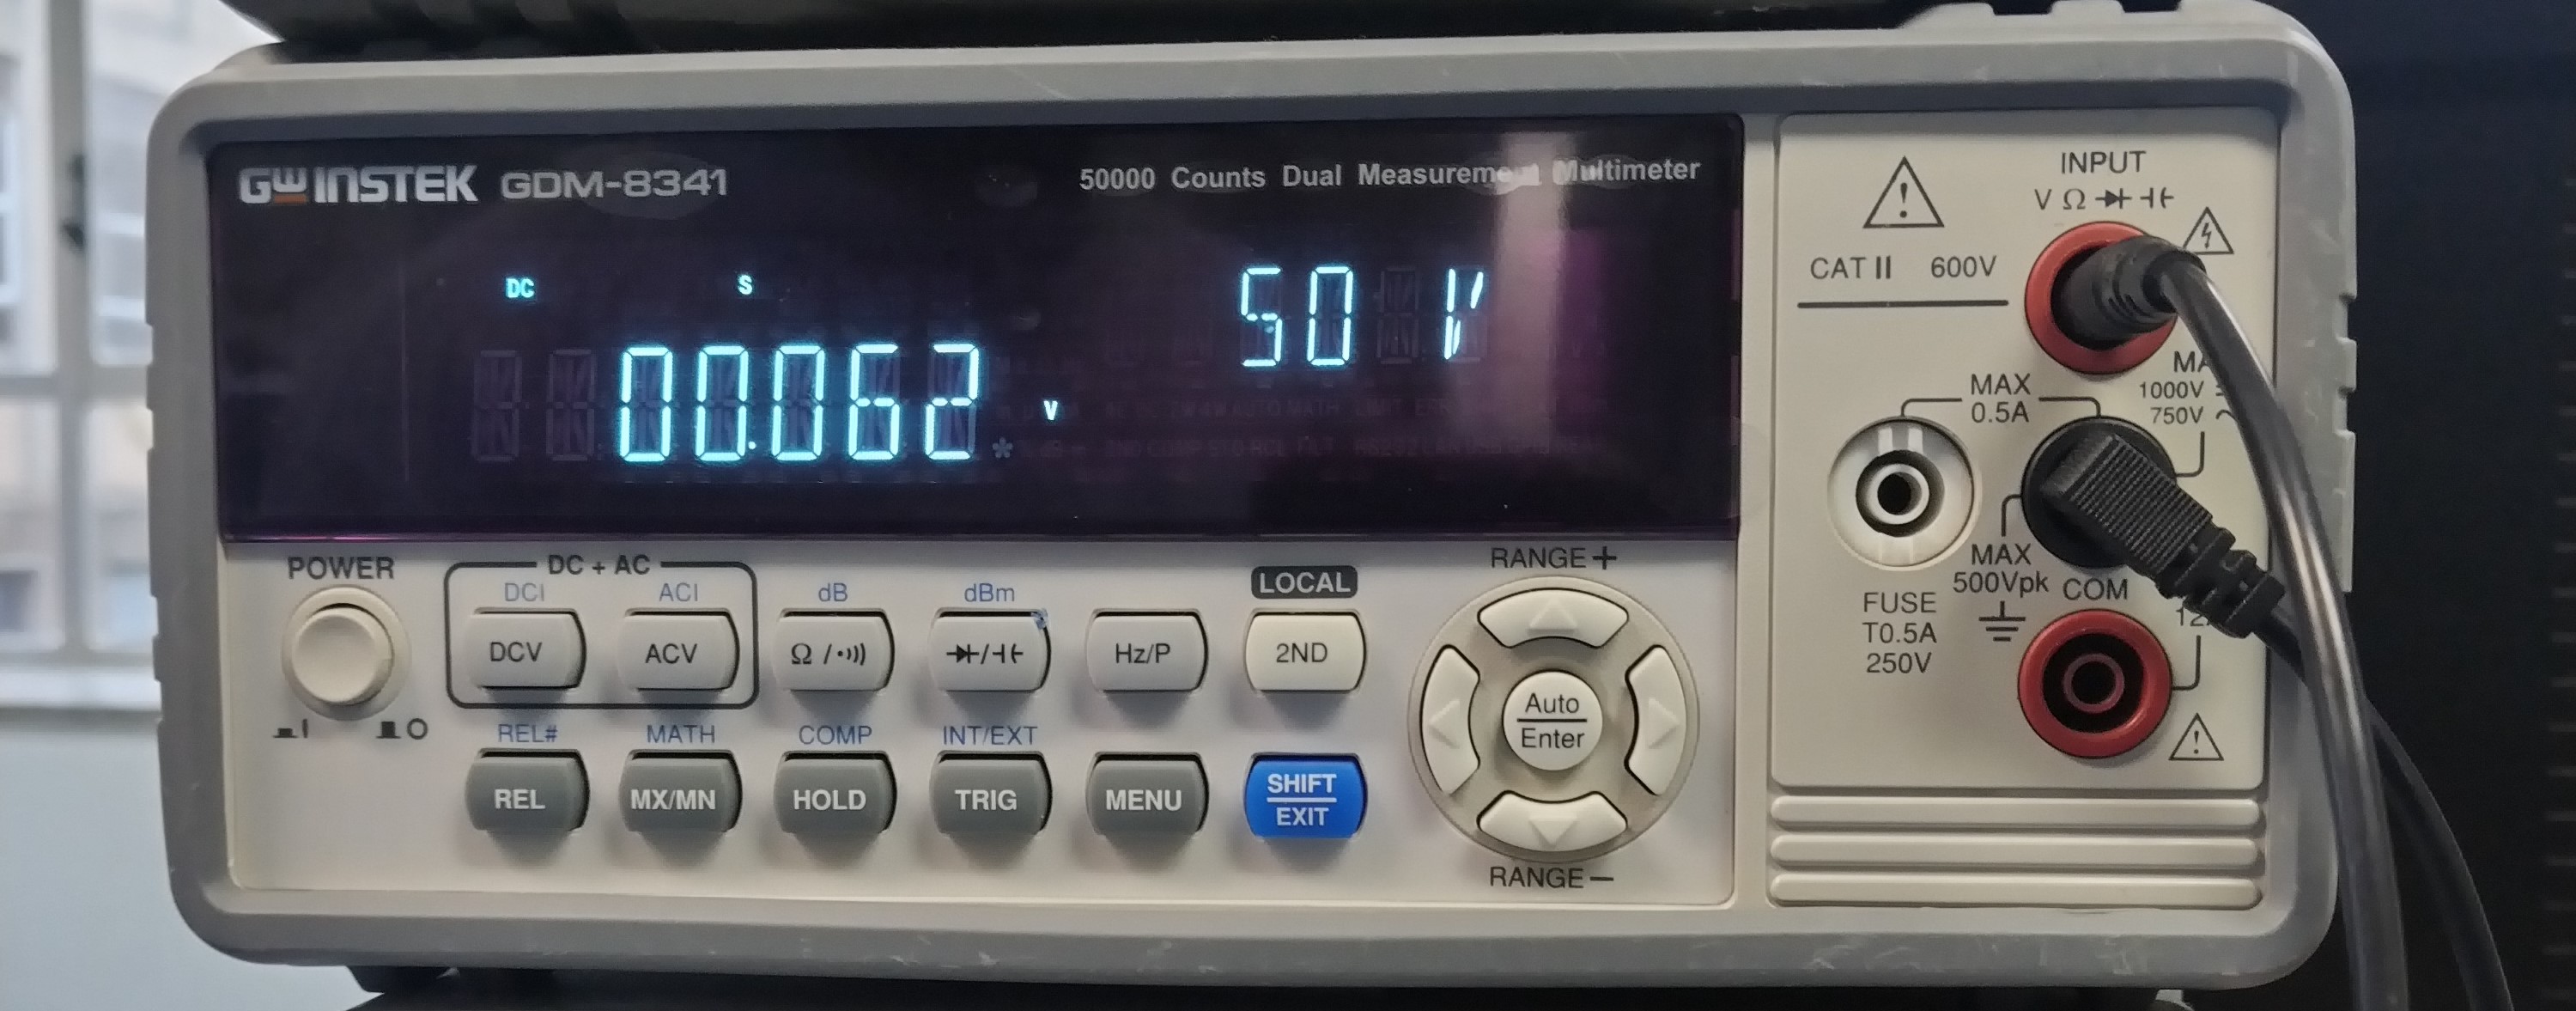 GWINSTEK GDM-8341
50000 Counts Dual Measurement Multimeter
DC S
50 V
00.062 V
POWER
DC + AC
DCI ACI dB dBm LOCAL
DCV ACV Ω / •))) Hz/P 2ND
REL# MATH COMP INT/EXT
REL MX/MN HOLD TRIG MENU SHIFT
EXIT
RANGE +
Auto
Enter
RANGE −
INPUT
V Ω
CAT II 600V
MAX
0.5A
1000V
750V
MAX
500Vpk
COM
FUSE
T0.5A
250V